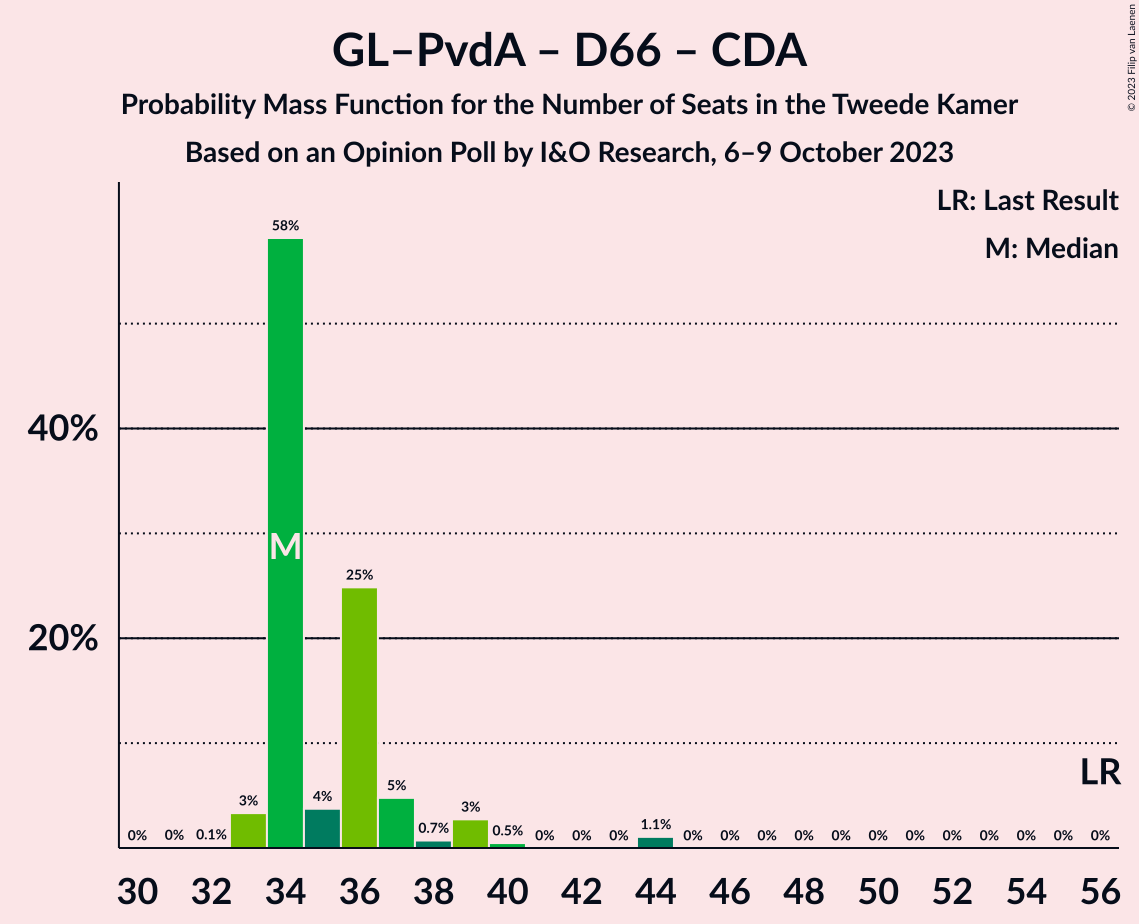 GL–PvdA – D66 – CDA
Probability Mass Function for the Number of Seats in the Tweede Kamer
Based on an Opinion Poll by I&O Research, 6–9 October 2023
© 2023 Filip van Laenen
LR: Last Result
M: Median
40%
20%
0% 0% 0.1% 3% 58% 4% 25% 5% 0.7% 3% 0.5% 0% 0% 0% 1.1% 0% 0% 0% 0% 0% 0% 0% 0% 0% 0% 0% 0%
M
LR
30 32 34 36 38 40 42 44 46 48 50 52 54 56